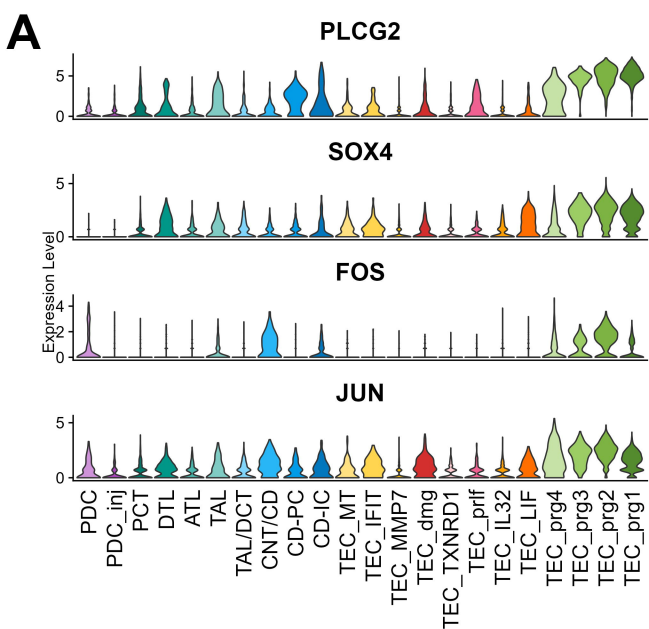 A
PLCG2
5
0
SOX4
5
0
Expression Level
FOS
4
2
0
JUN
5
0
PDC
PDC_inj
PCT
DTL
ATL
TAL
TAL/DCT
CNT/CD
CD-PC
CD-IC
TEC_MT
TEC_IFIT
TEC_MMP7
TEC_dmg
TEC_TXNRD1
TEC_prlf
TEC_IL32
TEC_LIF
TEC_prg4
TEC_prg3
TEC_prg2
TEC_prg1